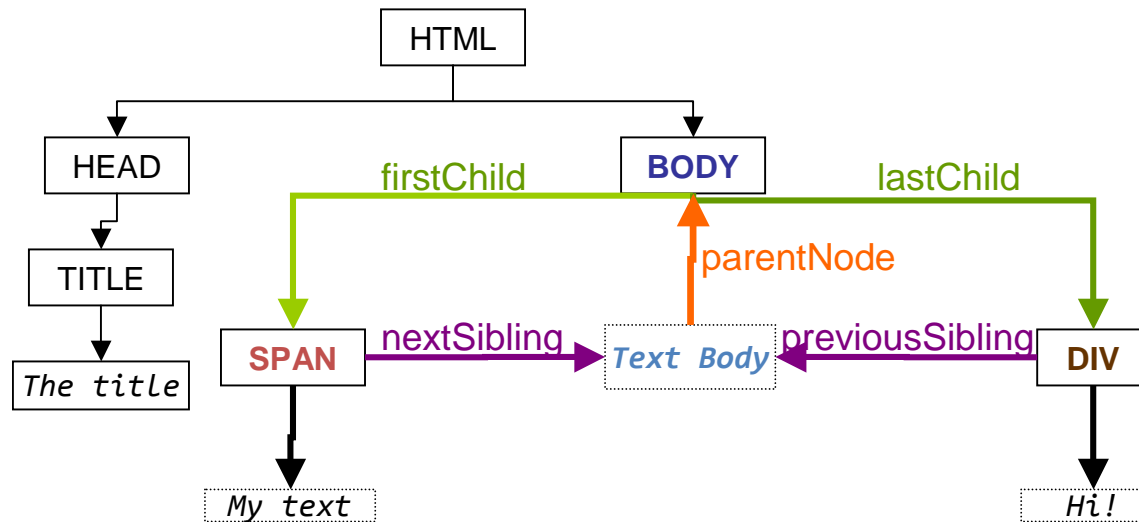 HTML
HEAD
BODY
firstChild
lastChild
parentNode
TITLE
nextSibling
previousSibling
SPAN
Text Body
DIV
The title
My text
Hi!